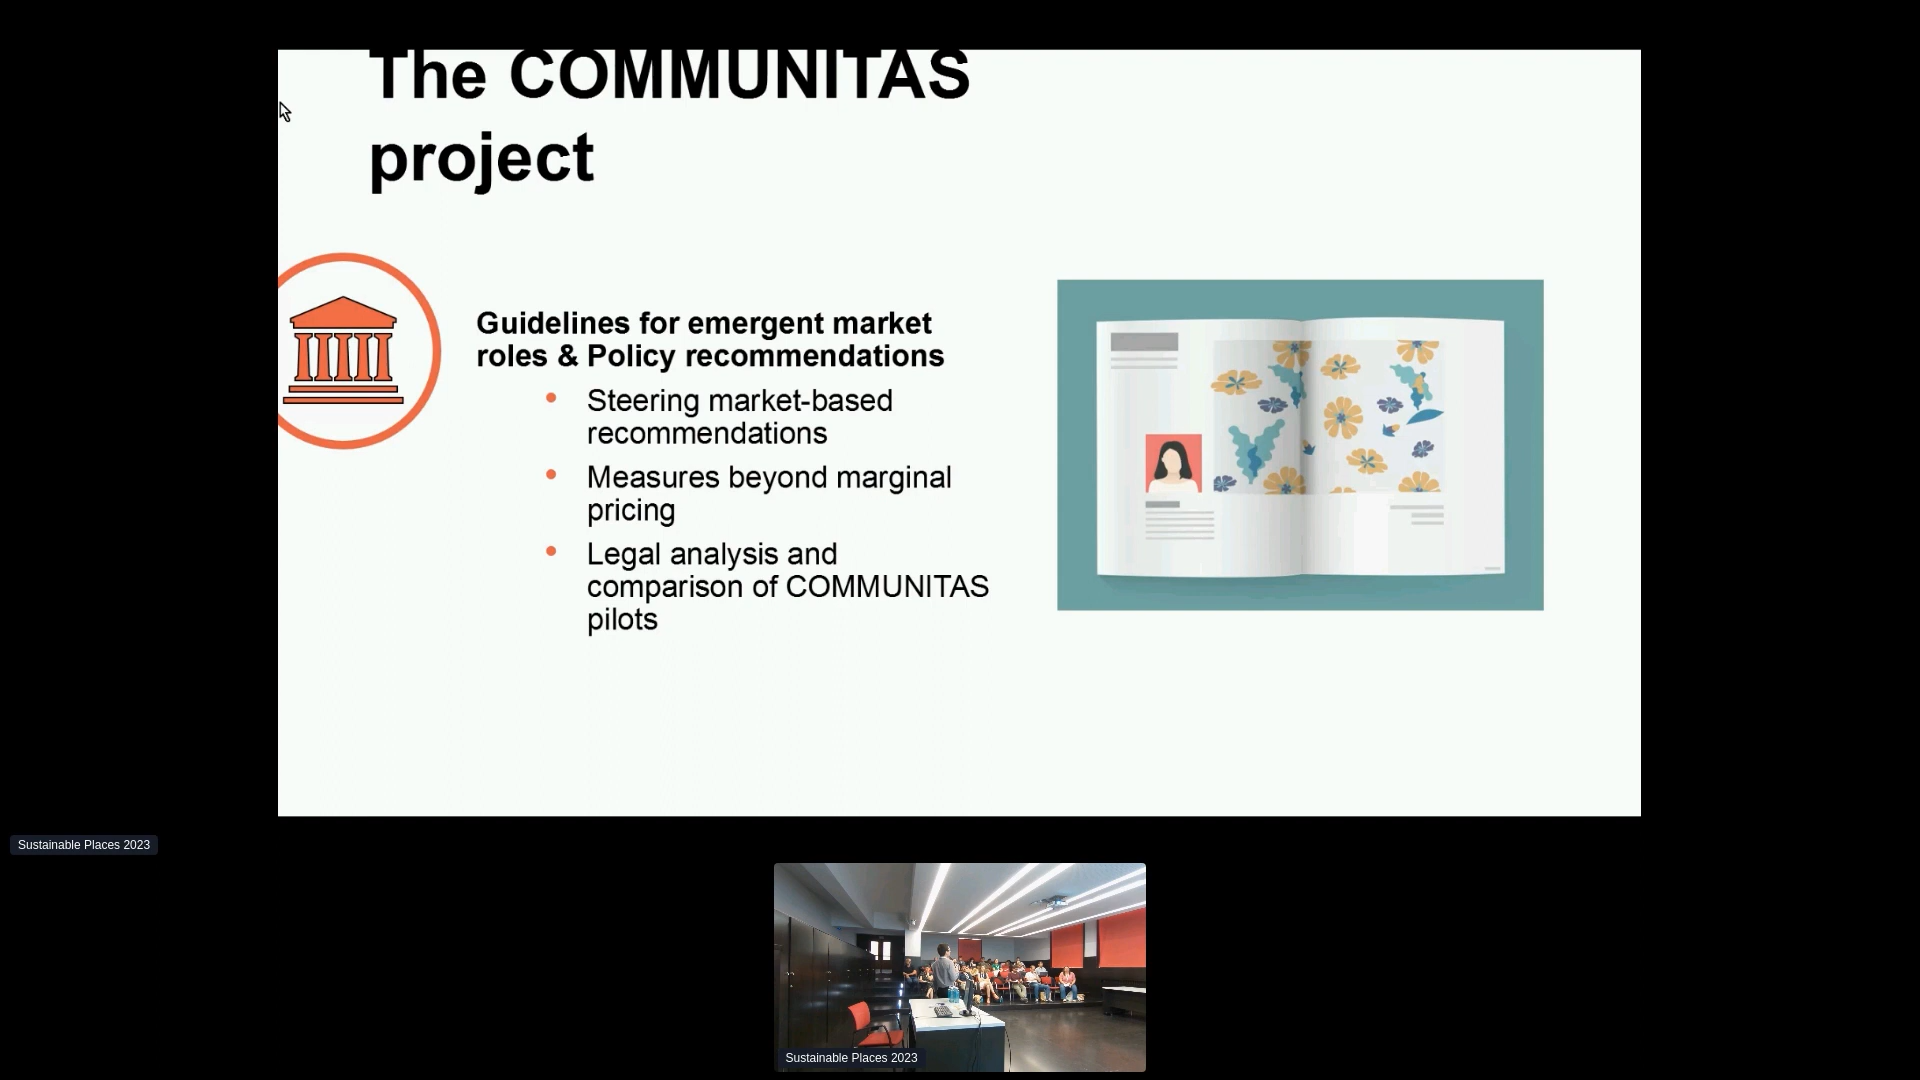 The COMMUNITAS
project
Guidelines for emergent market
roles & Policy recommendations
• Steering market-based
recommendations
• Measures beyond marginal
pricing
• Legal analysis and
comparison of COMMUNITAS
pilots
Sustainable Places 2023
Sustainable Places 2023